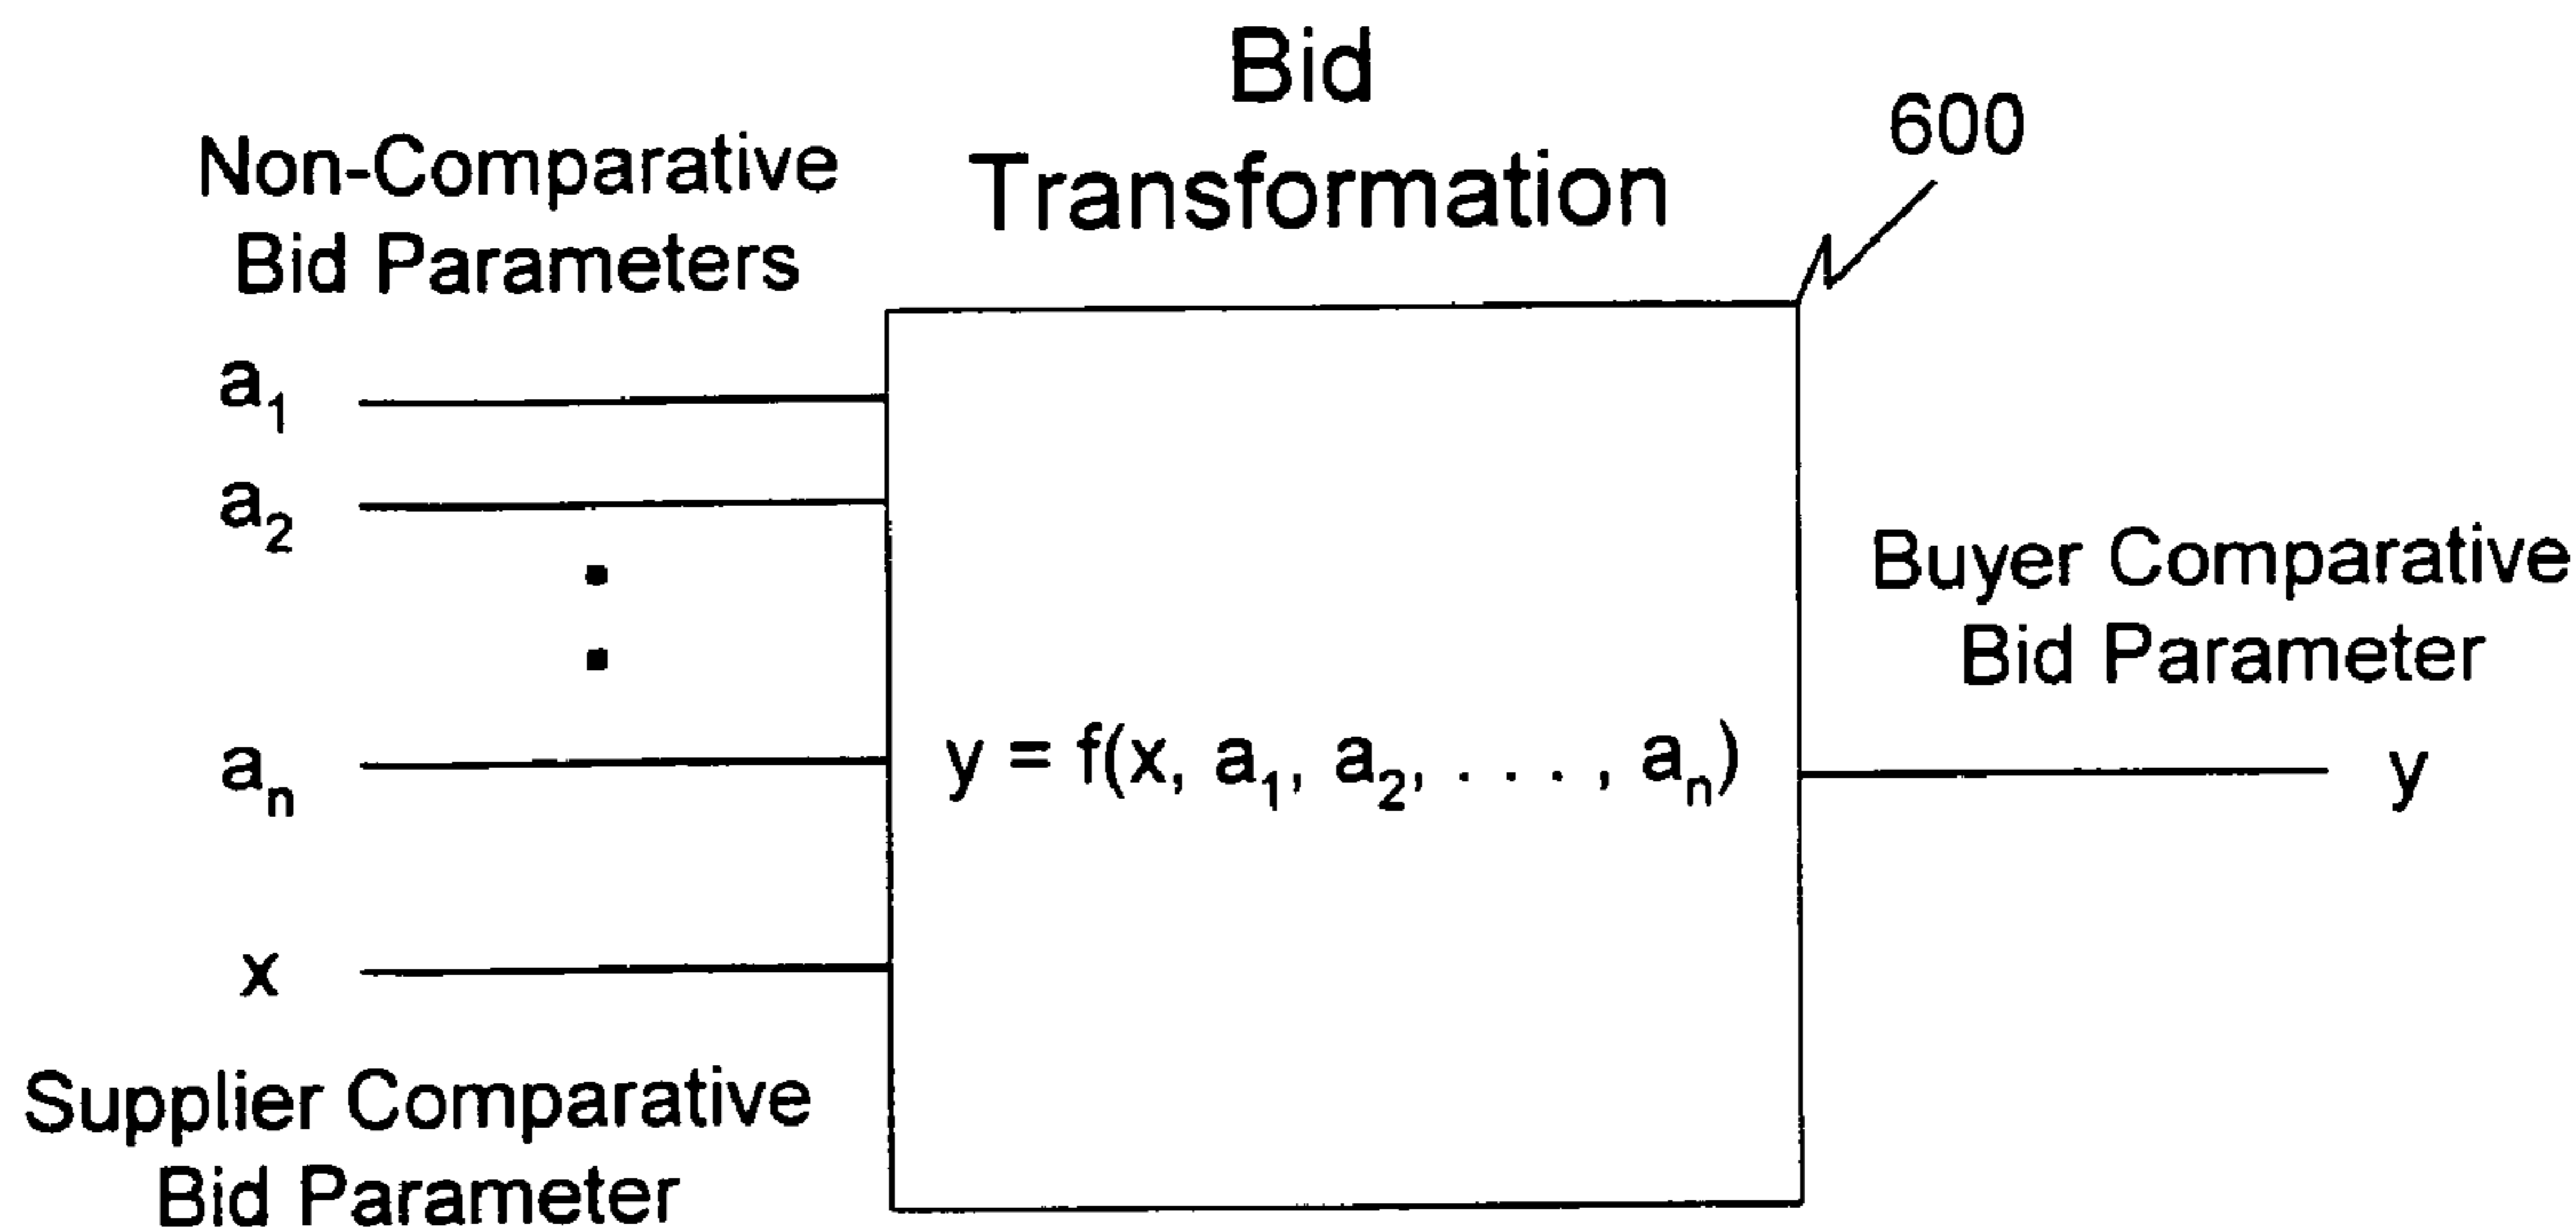 Bid
Transformation
600
Non-Comparative
Bid Parameters
a₁
a₂
aₙ
x
Supplier Comparative
Bid Parameter
y = f(x, a₁, a₂, . . . , aₙ)
Buyer Comparative
Bid Parameter
y